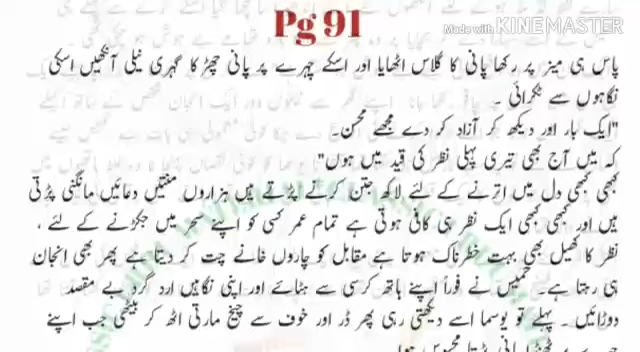 Pg 91
Made with KINEMASTER
پاس ہی میز پر رکھا پانی کا گلاس اٹھایا اور اسکے چہرے پر پانی چھڑکا گہری نیلی آنکھیں اسکی
نگاہوں سے ٹکرائی ۔
"ایک بار اور دیکھ کر آزاد کر دے مجھے محسن۔
کہ میں آج بھی تیری پہلی نظر کی قید میں ہوں"
کبھی کبھی دل میں اترنے کے لئے لاکھ جتن کرنے پڑتے ہیں ہزاروں منتیں دعائیں مانگنی پڑتی
ہیں اور کبھی کبھی ایک نظر ہی کافی ہوتی ہے تمام عمر کسی کو اپنے سحر میں جکڑنے کے لئے ،
نظر کا کھیل بھی بہت خطرناک ہوتا ہے مقابل کو چاروں خانے چت کر دیتا ہے پھر بھی انجان
ہی رہتا ہے۔ نے فوراً اپنے ہاتھ کرسی سے ہٹائے اور اپنی نگاہیں ارد گرد بے مقصد
دوڑائیں۔ پہلے تو یوسما اسے دیکھتی رہی پھر ڈر اور خوف سے چیخ مارتی اٹھ کر بیٹھی جب اپنے